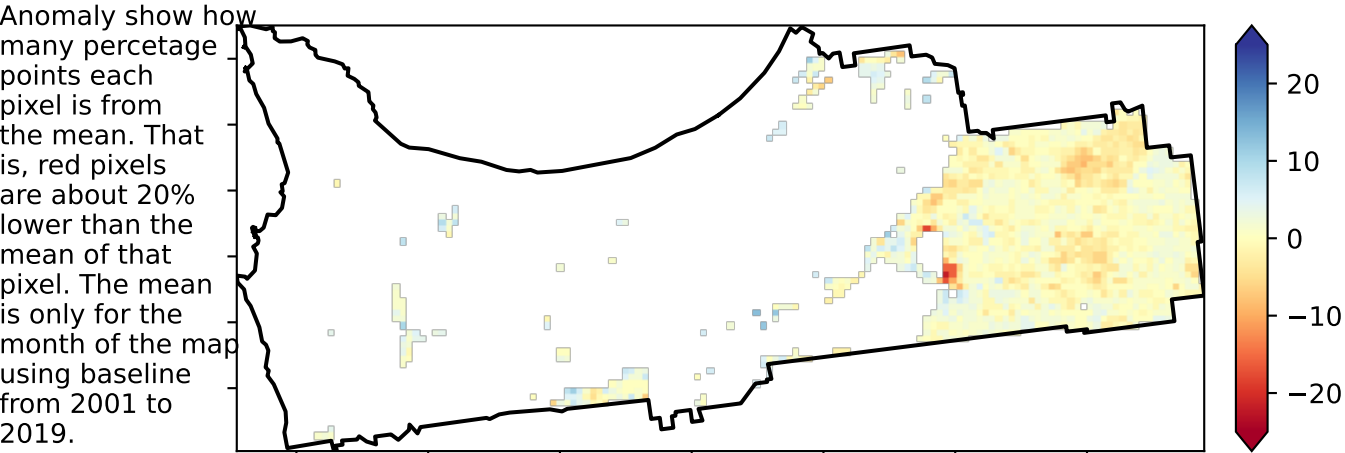 Anomaly show how
many percetage
points each
pixel is from
the mean. That
is, red pixels
are about 20%
lower than the
mean of that
pixel. The mean
is only for the
month of the map
using baseline
from 2001 to
2019.
20
10
0
−10
−20